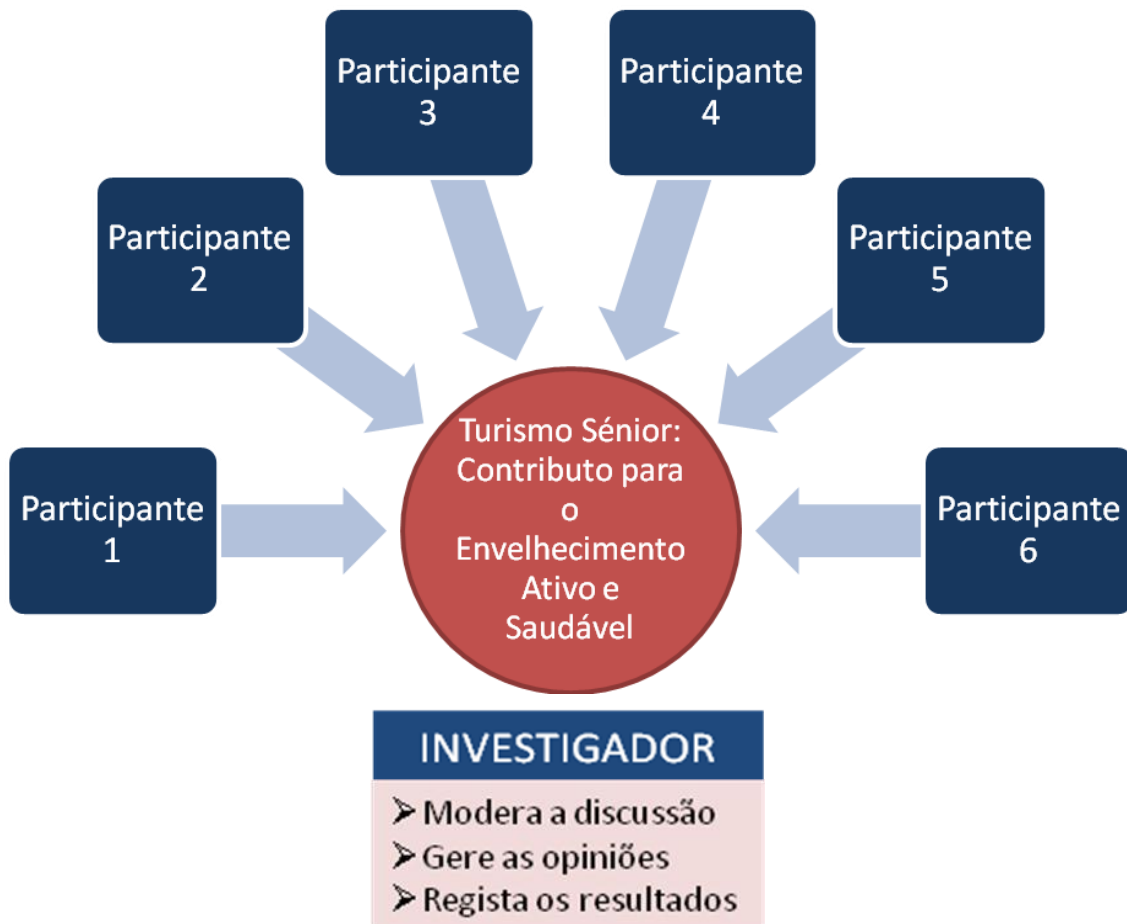 Participante
1
Participante
2
Participante
3
Participante
4
Participante
5
Participante
6
Turismo Sénior:
Contributo para
o
Envelhecimento
Ativo e
Saudável
INVESTIGADOR
➢ Modera a discussão
➢ Gere as opiniões
➢ Regista os resultados